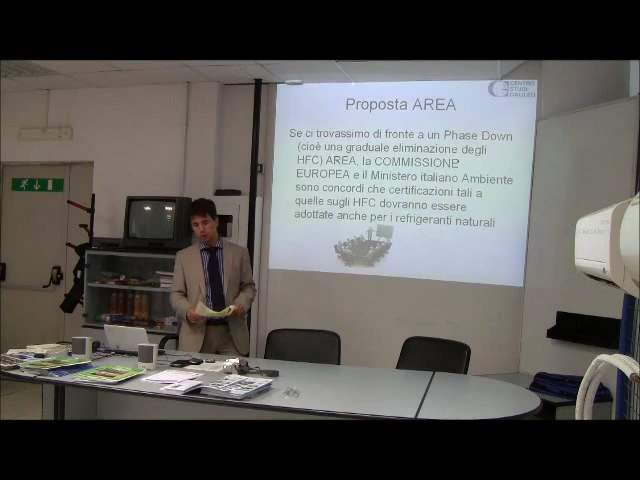 CENTRO
STUDI
GALILEO
Proposta AREA
Se ci trovassimo di fronte a un Phase Down
(cioè una graduale eliminazione degli
HFC) AREA, la COMMISSIONE
EUROPEA e il Ministero italiano Ambiente
sono concordi che certificazioni tali a
quelle sugli HFC dovranno essere
adottate anche per i refrigeranti naturali